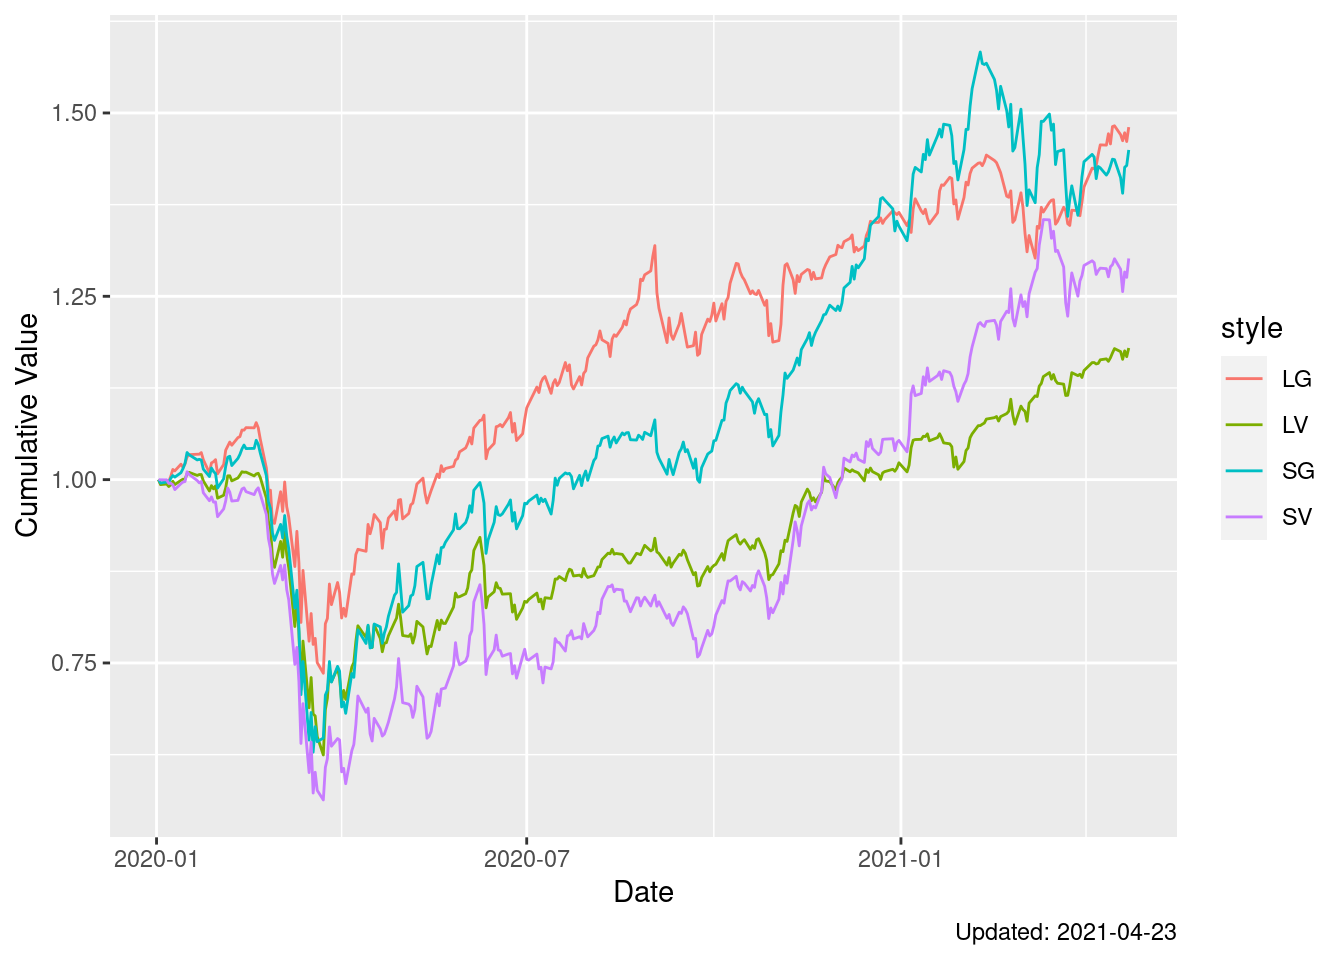 Cumulative Value
1.50
1.25
1.00
0.75
2020-01
2020-07
2021-01
Date
style
LG
LV
SG
SV
Updated: 2021-04-23